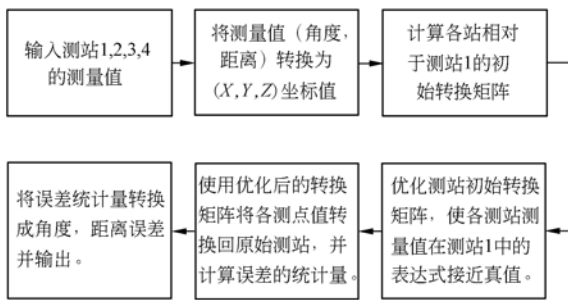 输入测站1,2,3,4
的测量值
将测量值（角度，
距离）转换为
(X,Y,Z)坐标值
计算各站相对
于测站1的初
始转换矩阵
优化测站初始转换
矩阵，使各测站测
量值在测站1中的
表达式接近真值。
使用优化后的转换
矩阵将各测点值转
换回原始测站，并
计算误差的统计量。
将误差统计量转换
成角度，距离误差
并输出。